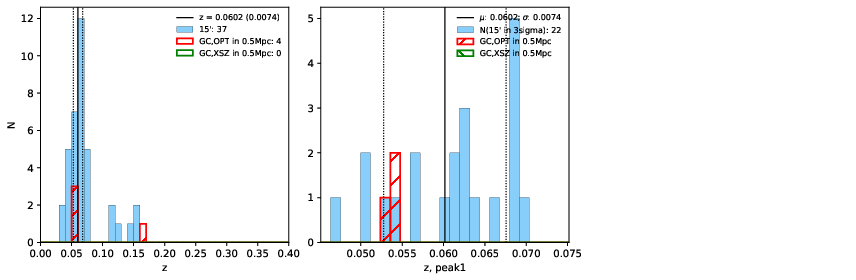 z = 0.0602 (0.0074)
15': 37
GC,OPT in 0.5Mpc: 4
GC,XSZ in 0.5Mpc: 0
12
10
8
6
4
2
0
N
0.00 0.05 0.10 0.15 0.20 0.25 0.30 0.35 0.40
z
μ: 0.0602; σ: 0.0074
N(15' in 3sigma): 22
GC,OPT in 0.5Mpc
GC,XSZ in 0.5Mpc
5
4
3
2
1
0
0.050 0.055 0.060 0.065 0.070 0.075
z, peak1